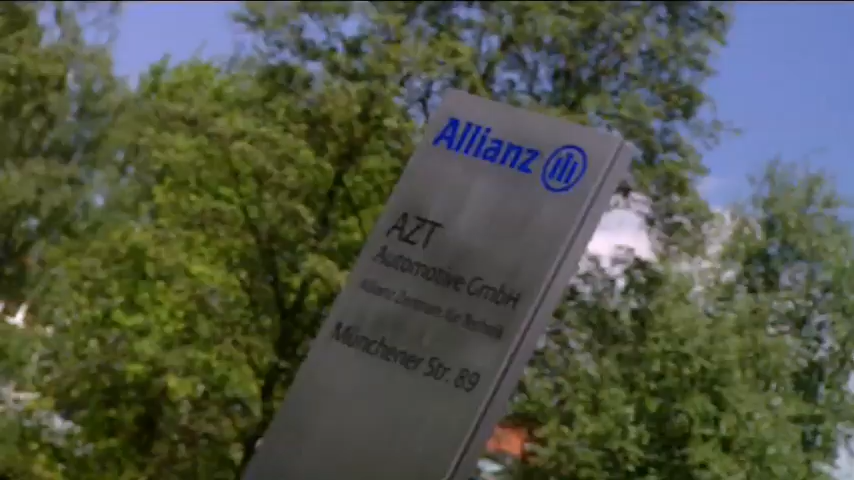 Allianz
AZT
Automotive GmbH
Allianz Zentrum für Technik
Münchener Str. 89